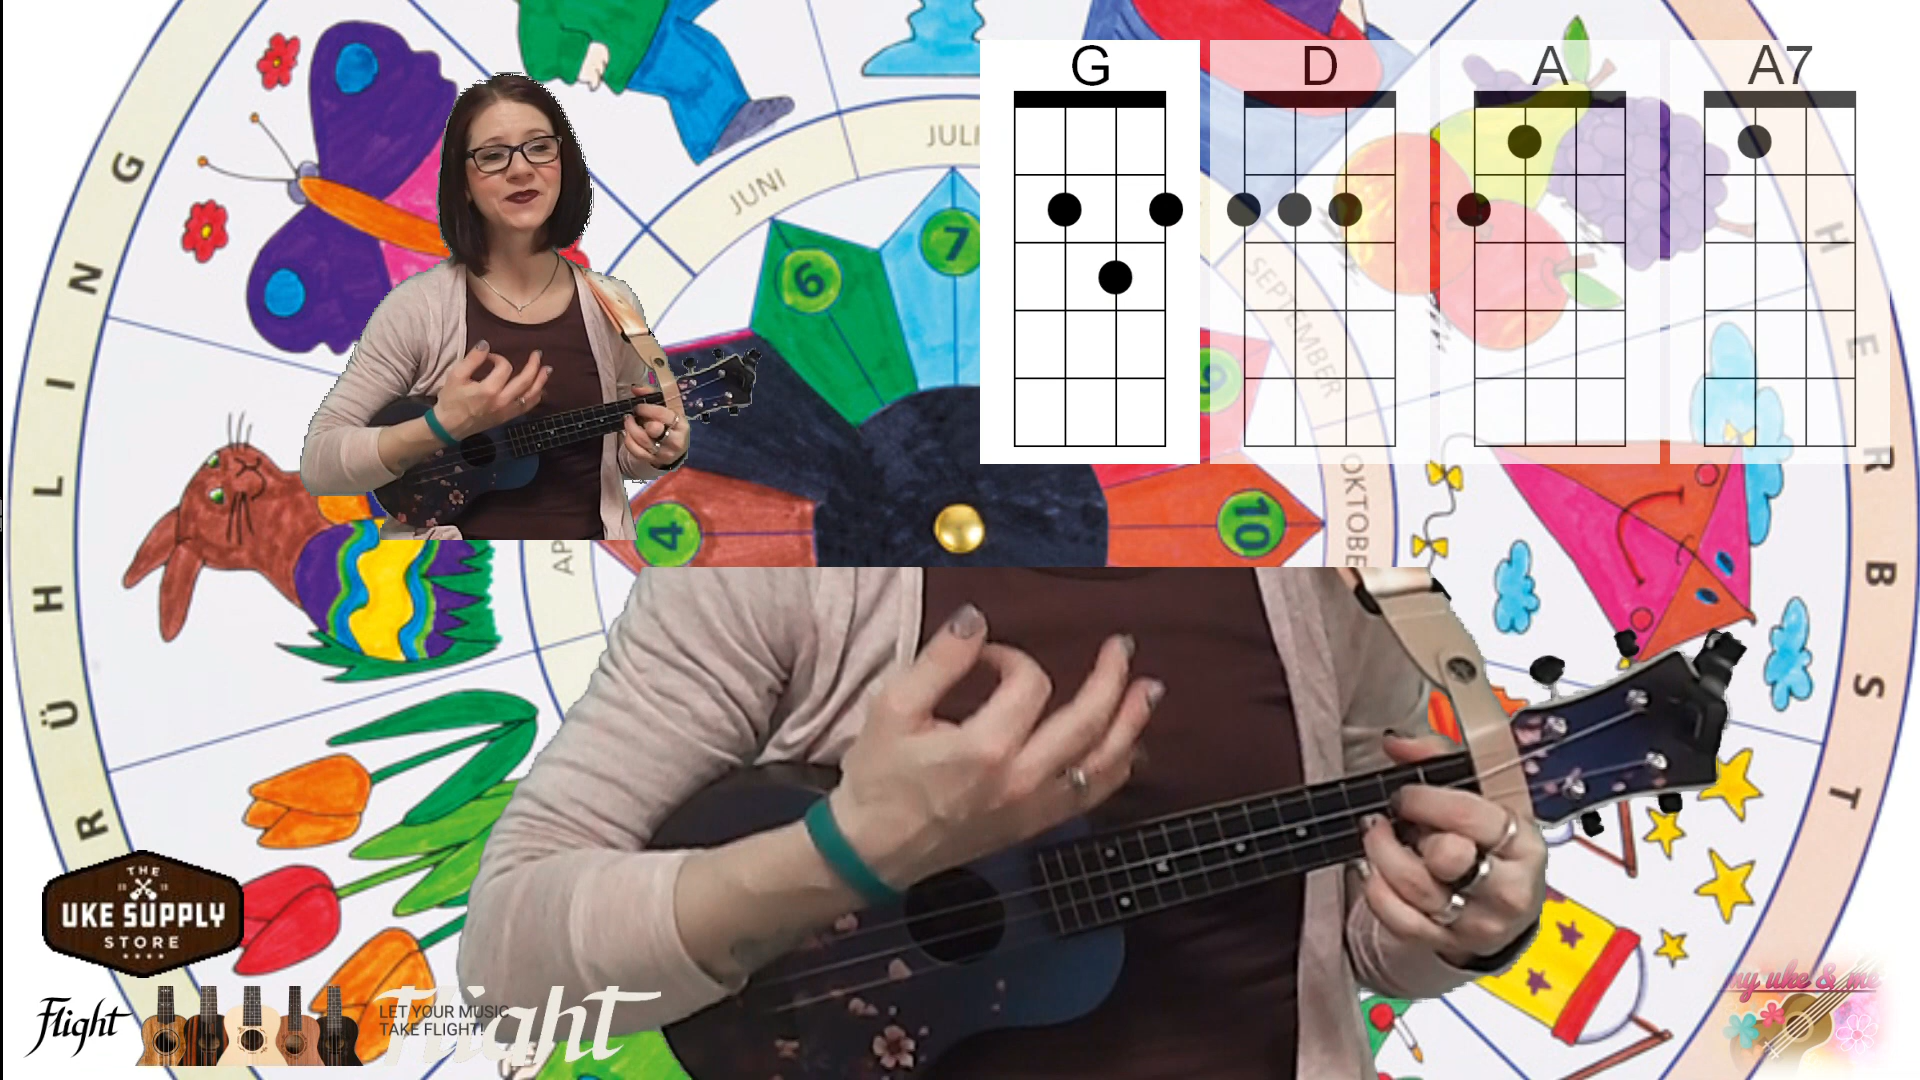 G
D
A
A7
JULI
JUNI
7
6
SEPTEMBER
9
FRÜHLING
HERBST
OKTOBE
4
10
AP
THE
UKE SUPPLY
STORE
Flight
LET YOUR MUSIC
TAKE FLIGHT!
Flight
my uke & me